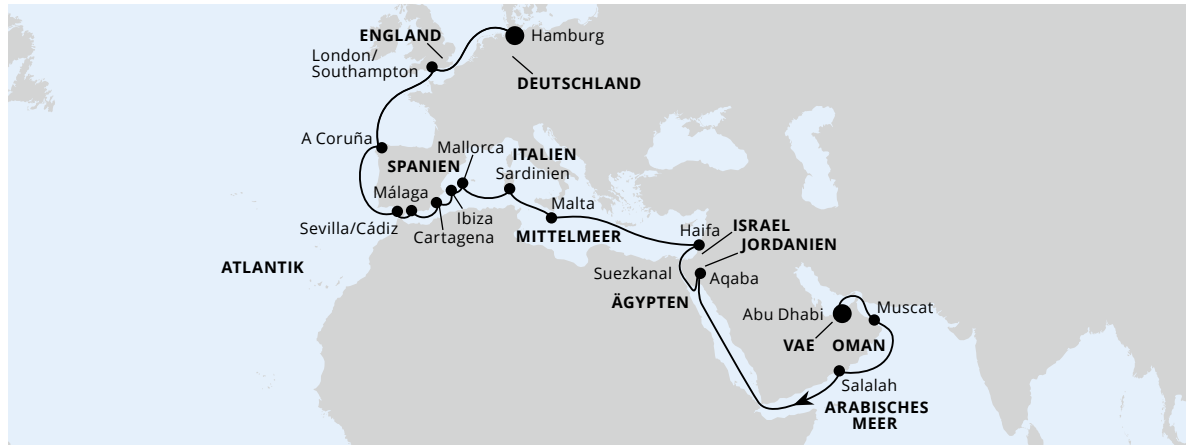 ENGLAND
Hamburg
London/
Southampton
DEUTSCHLAND
A Coruña
Mallorca
ITALIEN
SPANIEN
Sardinien
Málaga
Malta
Ibiza
Sevilla/Cádiz
Cartagena
MITTELMEER
Haifa
ISRAEL
JORDANIEN
ATLANTIK
Suezkanal
Aqaba
ÄGYPTEN
Abu Dhabi
Muscat
VAE
OMAN
Salalah
ARABISCHES
MEER